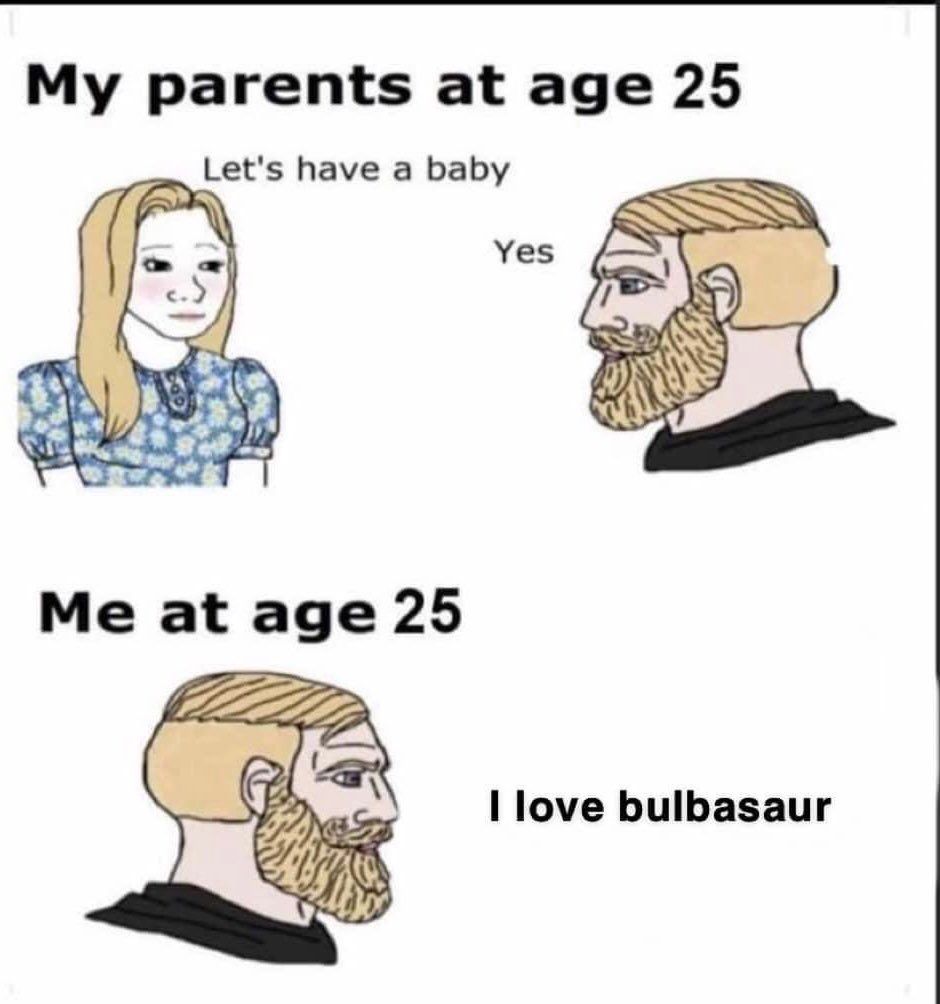 My parents at age 25
Let's have a baby
Yes
Me at age 25
I love bulbasaur